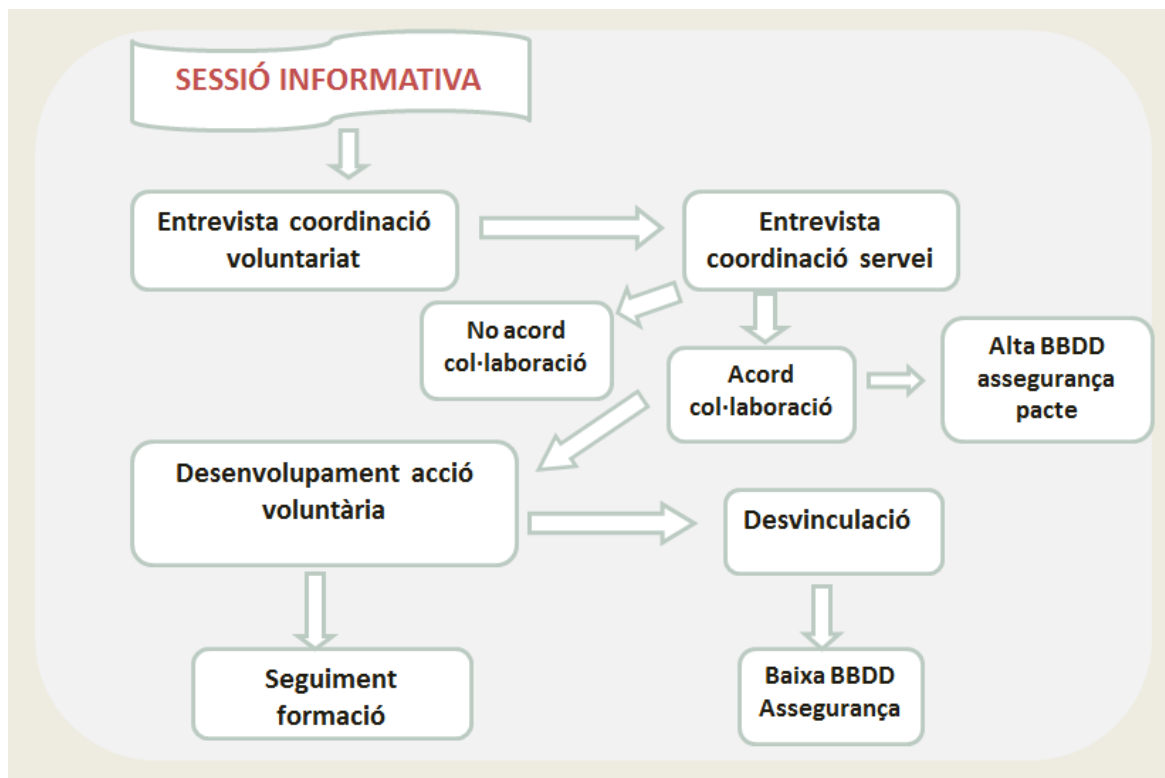 SESSIÓ INFORMATIVA
Entrevista coordinació
voluntariat
Entrevista
coordinació servei
No acord
col·laboració
Acord
col·laboració
Alta BBDD
assegurança
pacte
Desenvolupament acció
voluntària
Desvinculació
Seguiment
formació
Baixa BBDD
Assegurança